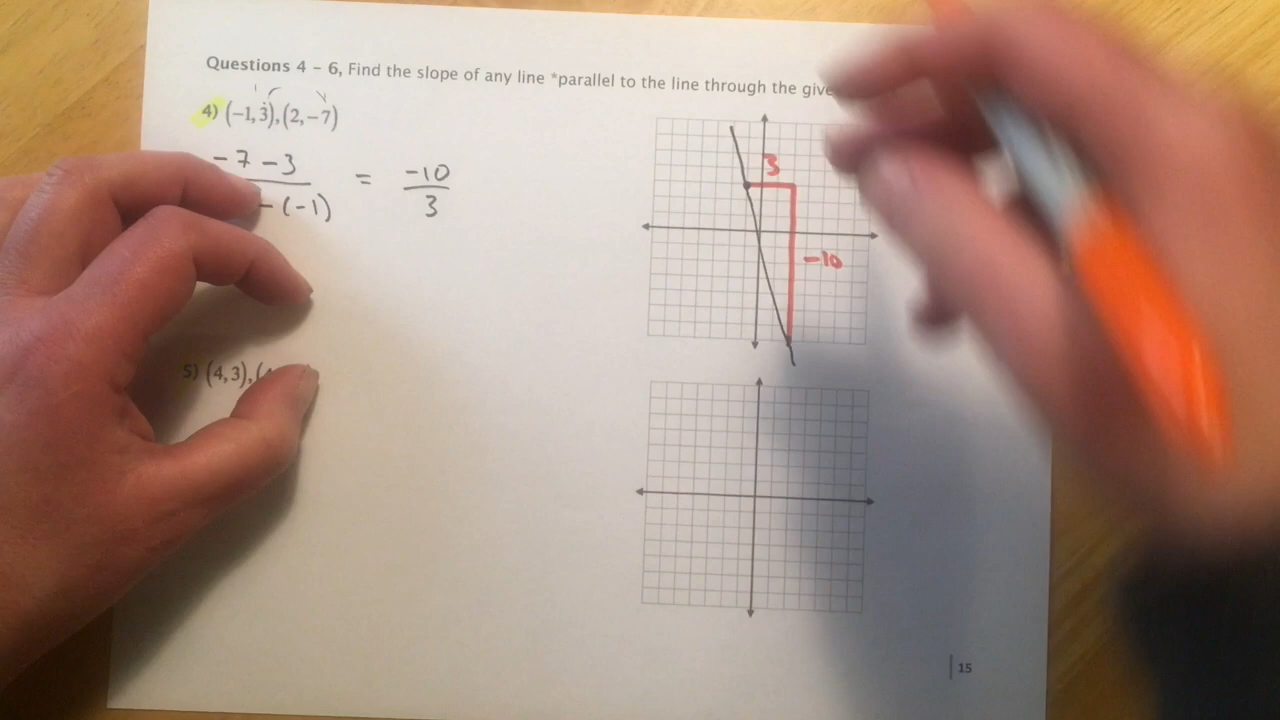 Questions 4 – 6, Find the slope of any line *parallel to the line through the
4) (−1, 3), (2, −7)
-7 -3 = -10
-(-1) 3
3
-10
5) (4, 3), (
15